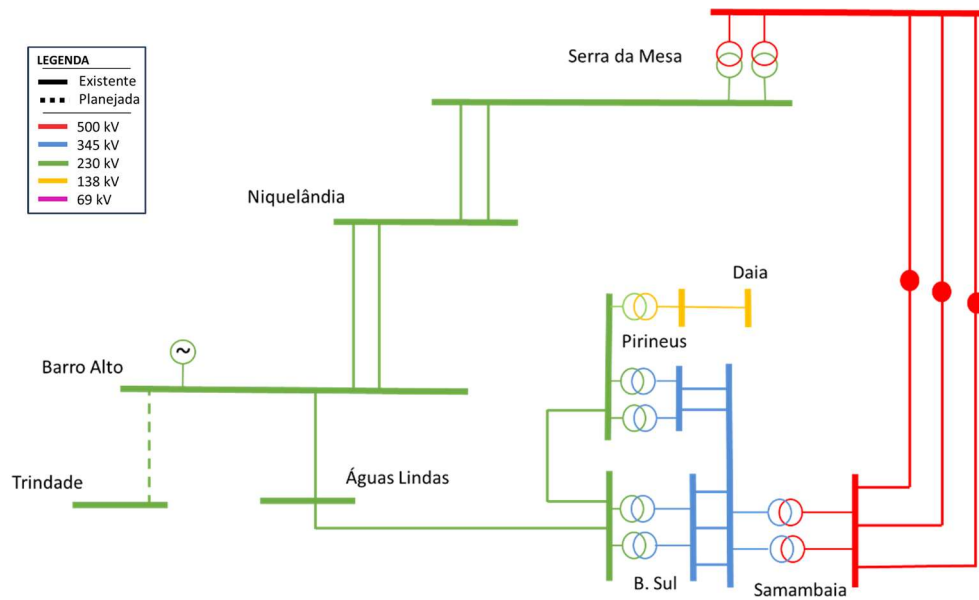 Serra da Mesa
LEGENDA
Existente
Planejada
500 kV
345 kV
230 kV
138 kV
69 kV
Niquelândia
Daia
Pirineus
~
Barro Alto
Águas Lindas
Trindade
B. Sul
Samambaia